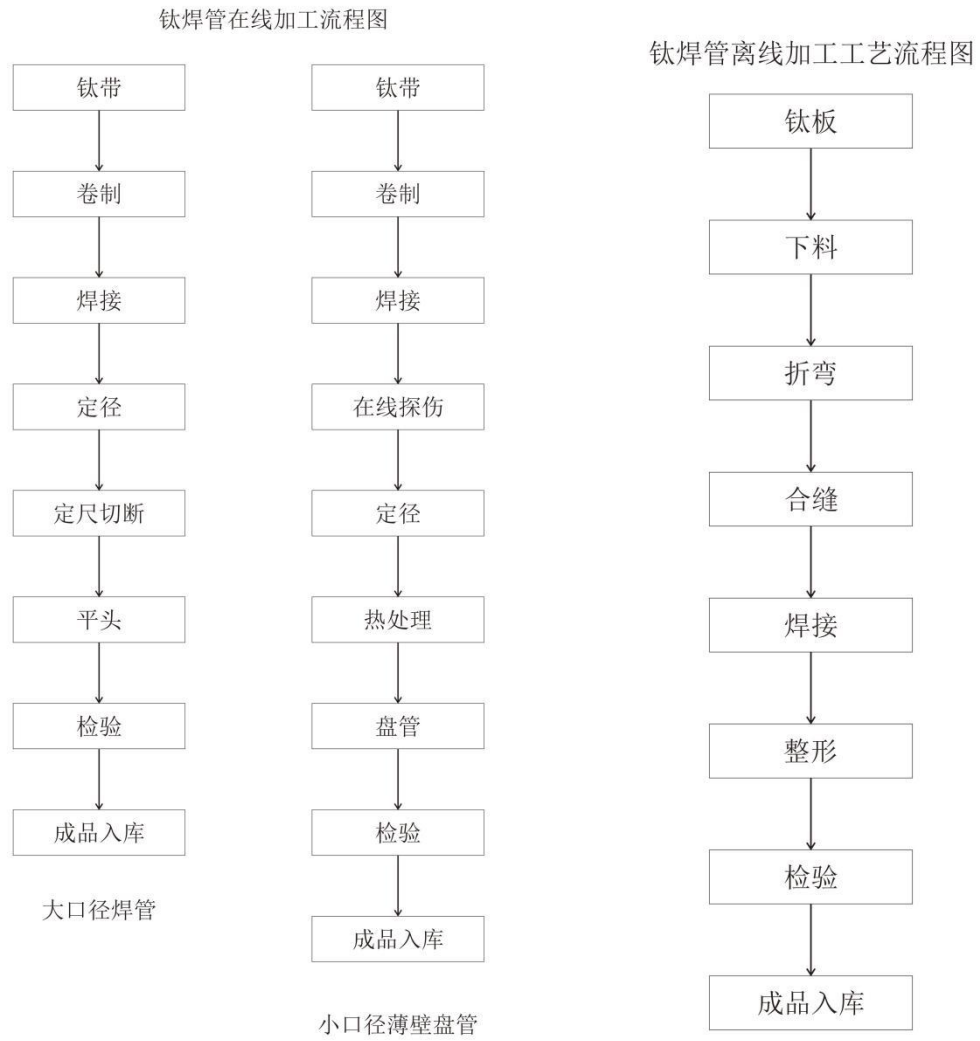 钛焊管在线加工流程图
钛带
卷制
焊接
定径
定尺切断
平头
检验
成品入库
大口径焊管
钛带
卷制
焊接
在线探伤
定径
热处理
盘管
检验
成品入库
小口径薄壁盘管
钛焊管离线加工工艺流程图
钛板
下料
折弯
合缝
焊接
整形
检验
成品入库